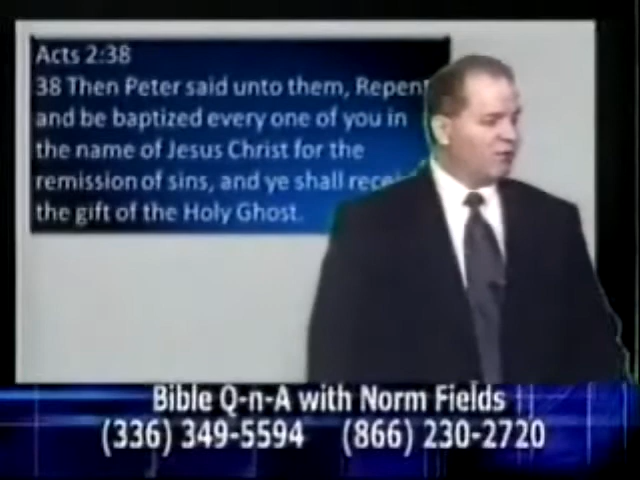 Acts 2:38
38 Then Peter said unto them, Repent
and be baptized every one of you in
the name of Jesus Christ for the
remission of sins, and ye shall rece
the gift of the Holy Ghost.
Bible Q-n-A with Norm Fields
(336) 349-5594 (866) 230-2720